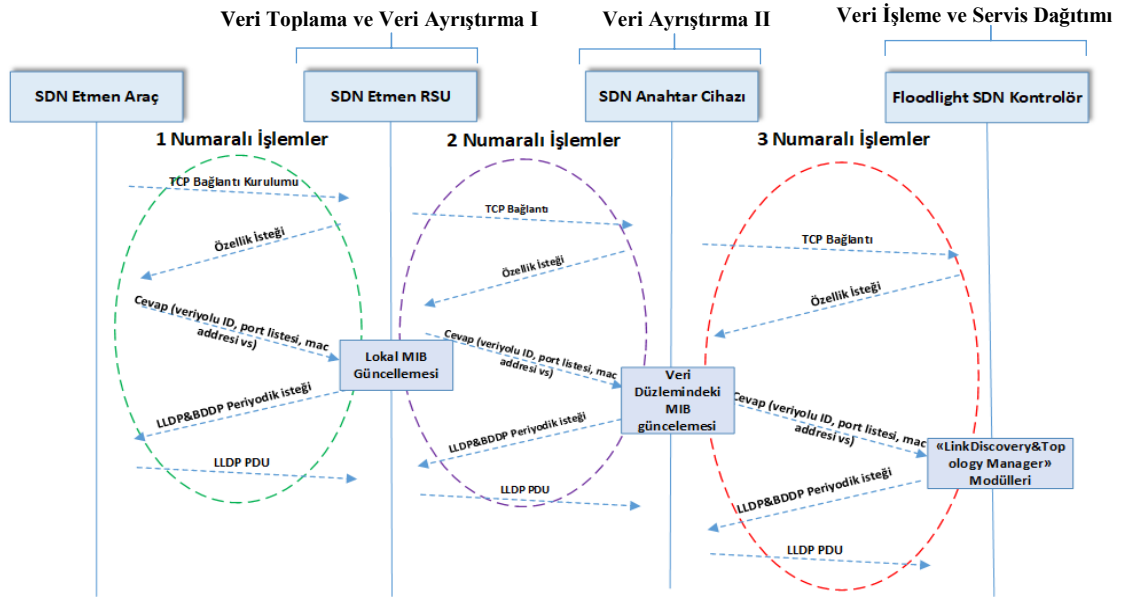 Veri Toplama ve Veri Ayrıştırma I
Veri Ayrıştırma II
Veri İşleme ve Servis Dağıtımı
SDN Etmen Araç
SDN Etmen RSU
SDN Anahtar Cihazı
Floodlight SDN Kontrolör
1 Numaralı İşlemler
2 Numaralı İşlemler
3 Numaralı İşlemler
TCP Bağlantı Kurulumu
Özellik İsteği
Cevap (veriyolu ID, port listesi, mac
addresi vs)
Lokal MIB
Güncellemesi
LLDP&BDDP Periyodik isteği
LLDP PDU
TCP Bağlantı
Özellik İsteği
Cevap (veriyolu ID, port listesi, mac
addresi vs)
Veri
Düzlemindeki
MIB
güncelemesi
LLDP&BDDP Periyodik isteği
LLDP PDU
TCP Bağlantı
Özellik İsteği
Cevap (veriyolu ID, port listesi, mac
addresi vs)
«LinkDiscovery&Top
ology Manager»
Modülleri
LLDP&BDDP Periyodik isteği
LLDP PDU